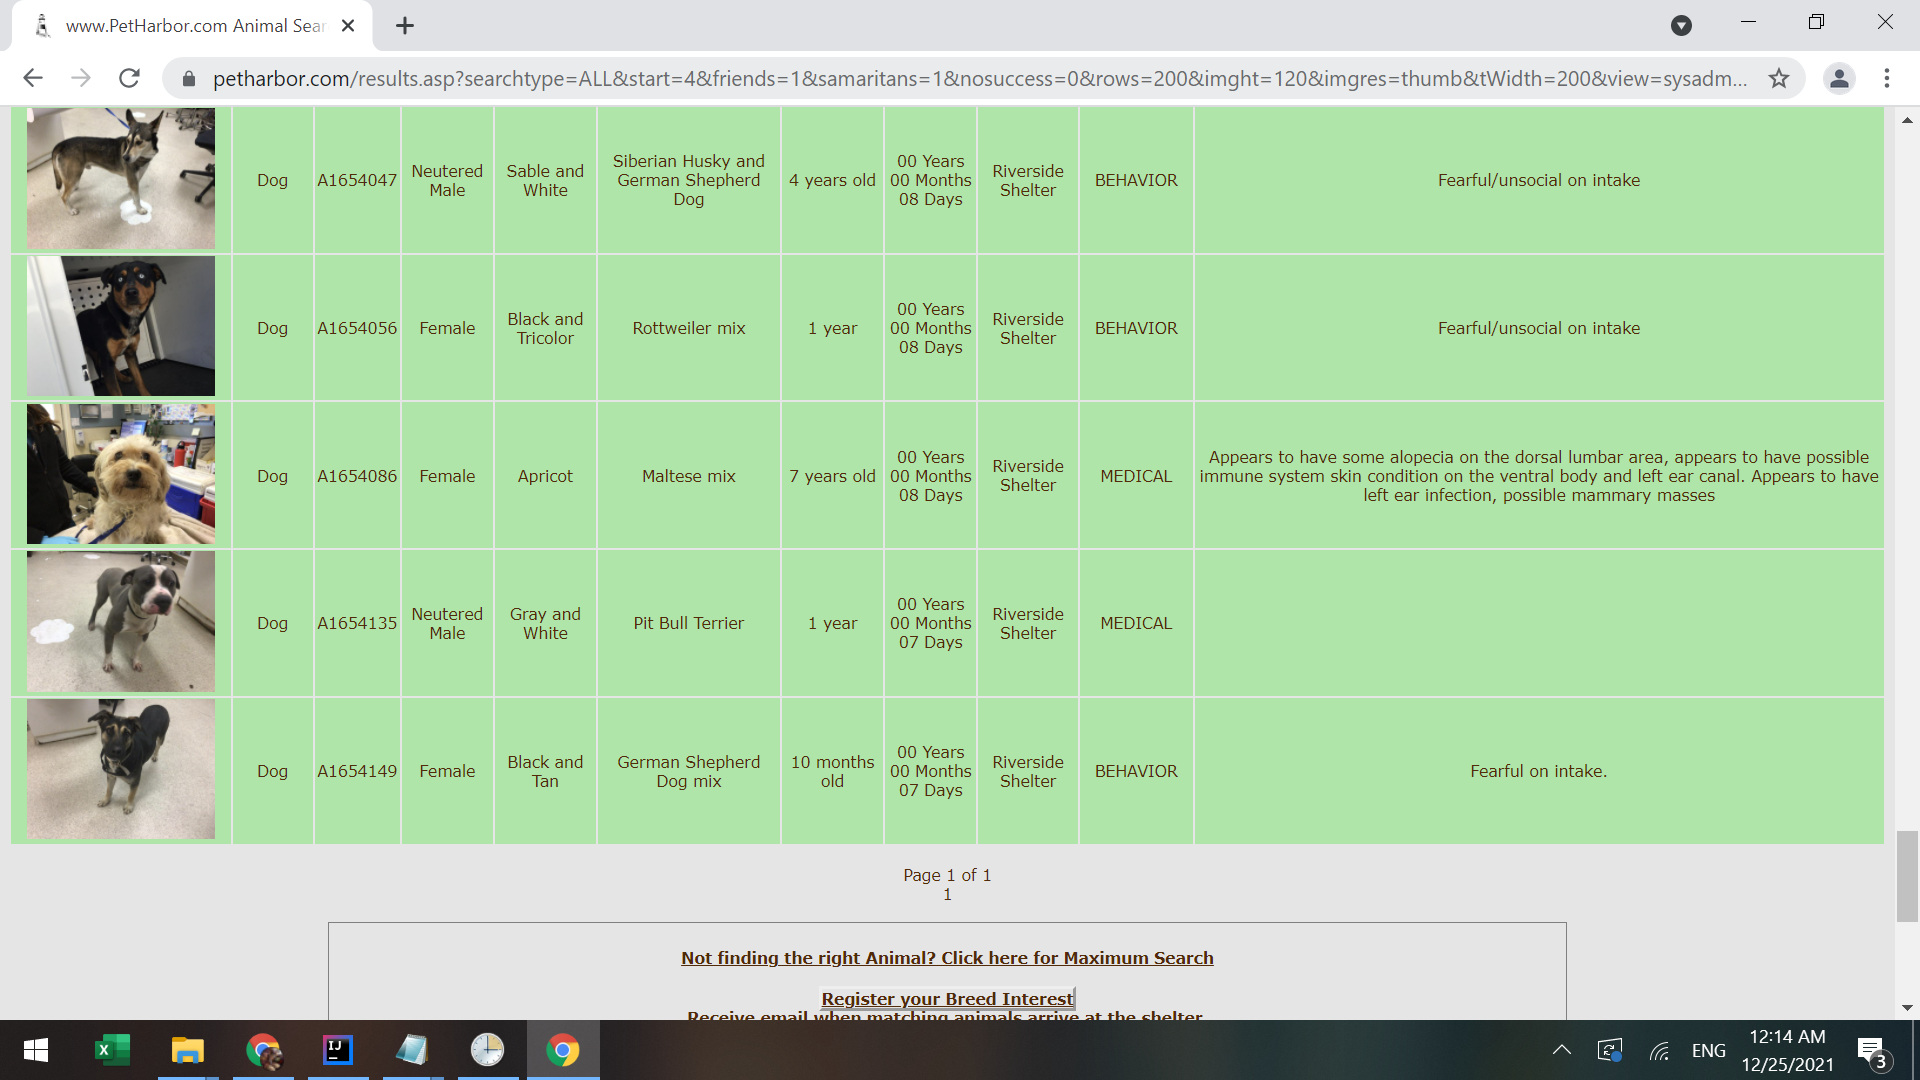 www.PetHarbor.com Animal Sear
petharbor.com/results.asp?searchtype=ALL&start=4&friends=1&samaritans=1&nosuccess=0&rows=200&imght=120&imgres=thumb&tWidth=200&view=sysadm...
Dog
A1654047
Neutered
Male
Sable and
White
Siberian Husky and
German Shepherd
Dog
4 years old
00 Years
00 Months
08 Days
Riverside
Shelter
BEHAVIOR
Fearful/unsocial on intake
Dog
A1654056
Female
Black and
Tricolor
Rottweiler mix
1 year
00 Years
00 Months
08 Days
Riverside
Shelter
BEHAVIOR
Fearful/unsocial on intake
Dog
A1654086
Female
Apricot
Maltese mix
7 years old
00 Years
00 Months
08 Days
Riverside
Shelter
MEDICAL
Appears to have some alopecia on the dorsal lumbar area, appears to have possible
immune system skin condition on the ventral body and left ear canal. Appears to have
left ear infection, possible mammary masses
Dog
A1654135
Neutered
Male
Gray and
White
Pit Bull Terrier
1 year
00 Years
00 Months
07 Days
Riverside
Shelter
MEDICAL
Dog
A1654149
Female
Black and
Tan
German Shepherd
Dog mix
10 months
old
00 Years
00 Months
07 Days
Riverside
Shelter
BEHAVIOR
Fearful on intake.
Page 1 of 1
1
Not finding the right Animal? Click here for Maximum Search
Register your Breed Interest
Receive email when matching animals arrive at the shelter
IJ
ENG
12:14 AM
12/25/2021
3